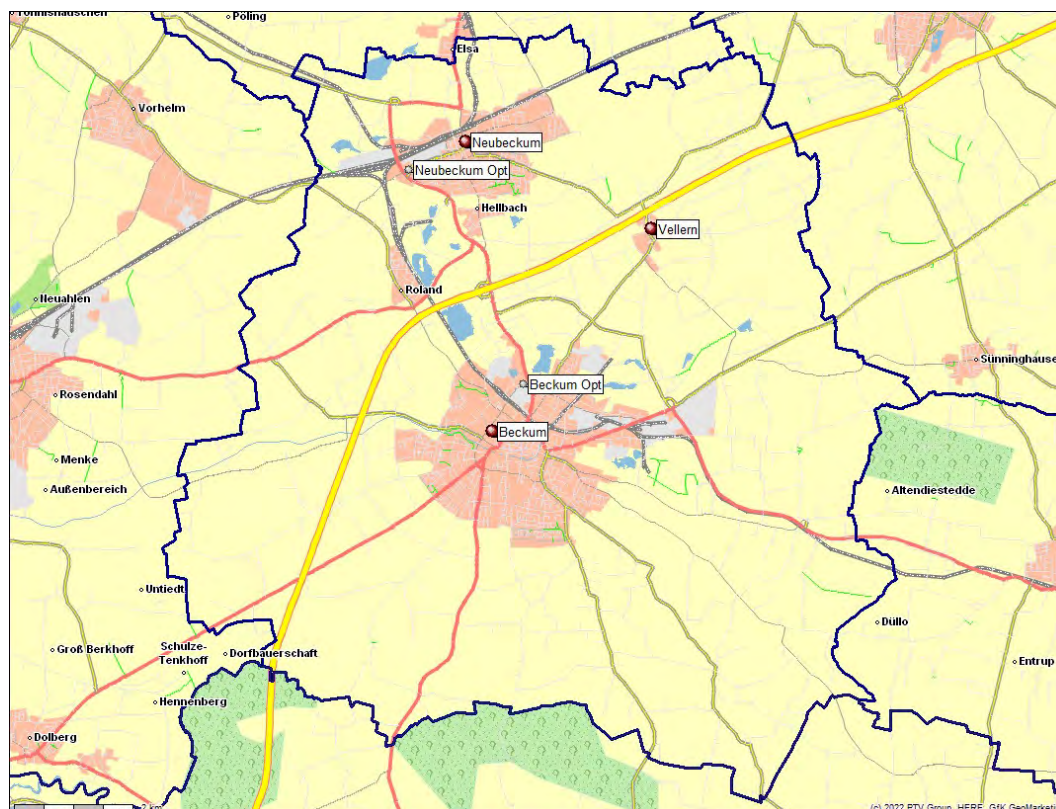 Pöling
Elsa
Vorhelm
Neubeckum
Neubeckum Opt
Hellbach
Vellern
Neuahlen
Roland
Sünninghause
Beckum Opt
Rosendahl
Beckum
Menke
Außenbereich
Altendiestedde
Untiedt
Düllo
Schulze-
Tenkhoff
Groß Berkhoff
Dorfbauerschaft
Entrup
Hennenberg
Dolberg
2 km
(c) 2022 PTV Group, HERE, GfK GeoMarket